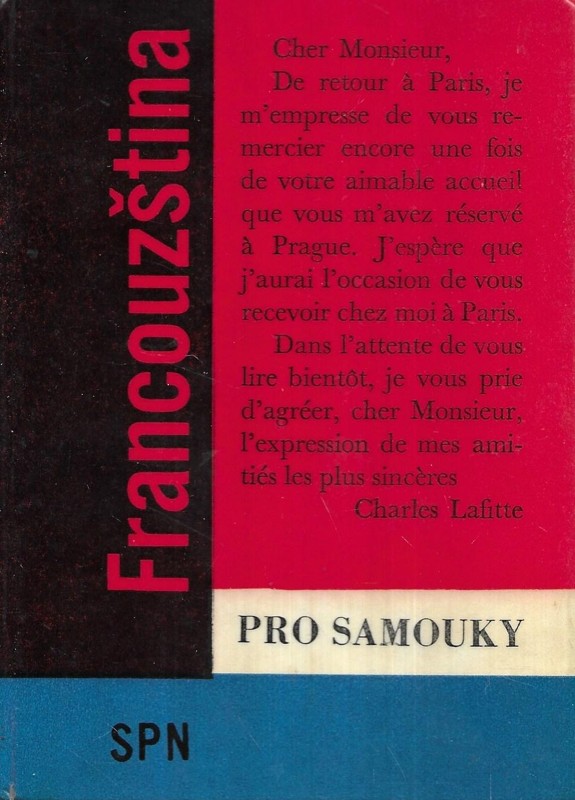 Francouzština
Cher Monsieur,
De retour à Paris, je
m'empresse de vous re-
mercier encore une fois
de votre aimable accueil
que vous m'avez réservé
à Prague. J'espère que
j'aurai l'occasion de vous
recevoir chez moi à Paris.
Dans l'attente de vous
lire bientôt, je vous prie
d'agréer, cher Monsieur,
l'expression de mes ami-
tiés les plus sincères
Charles Lafitte
PRO SAMOUKY
SPN